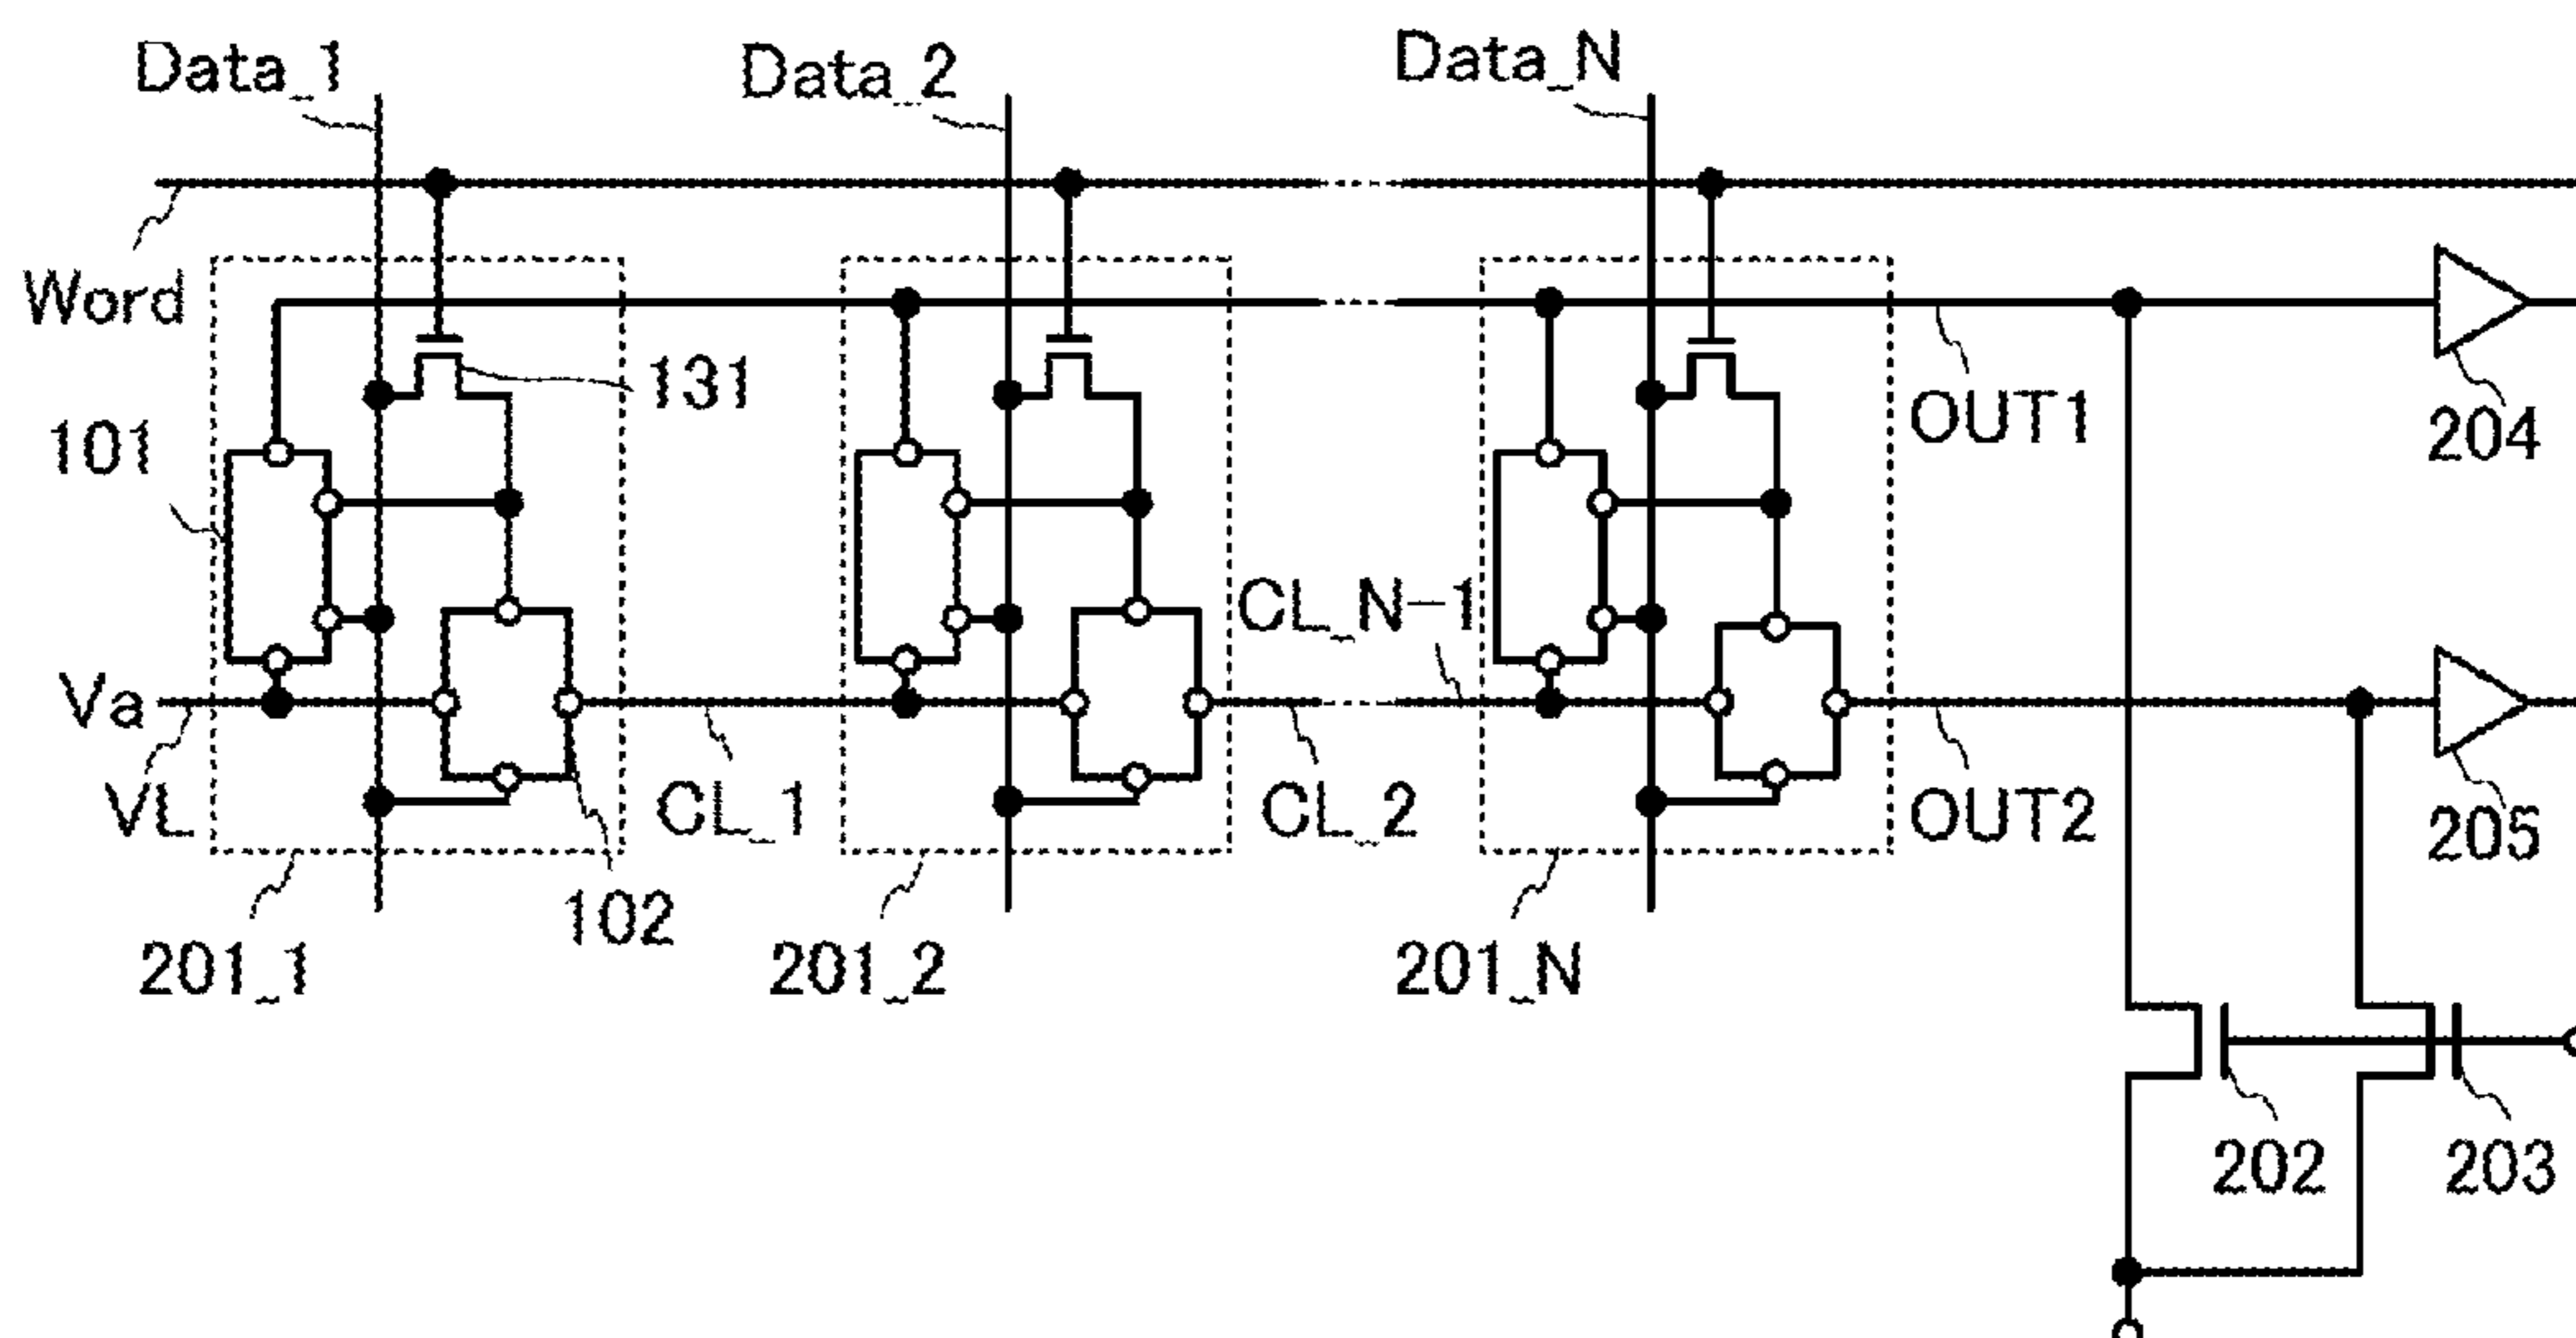 Data_1
Data_2
Data_N
Word
131
OUT1
204
101
CL_N-1
Va
VL
CL_1
CL_2
OUT2
205
102
201_1
201_2
201_N
202
203